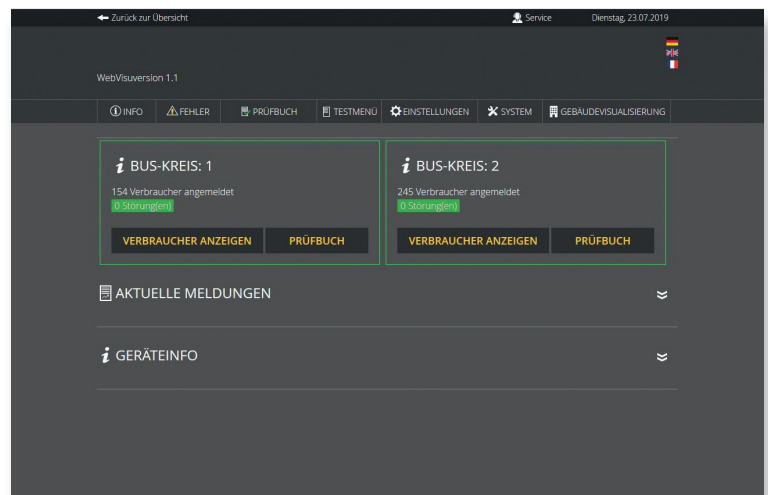 Zurück zur Übersicht Service Dienstag, 23.07.2019
WebVisuversion 1.1
INFO FEHLER PRÜFBUCH TESTMENÜ EINSTELLUNGEN SYSTEM GEBÄUDEVISUALISIERUNG
BUS-KREIS: 1
154 Verbraucher angemeldet
0 Störung(en)
VERBRAUCHER ANZEIGEN PRÜFBUCH
BUS-KREIS: 2
245 Verbraucher angemeldet
0 Störung(en)
VERBRAUCHER ANZEIGEN PRÜFBUCH
AKTUELLE MELDUNGEN
GERÄTEINFO